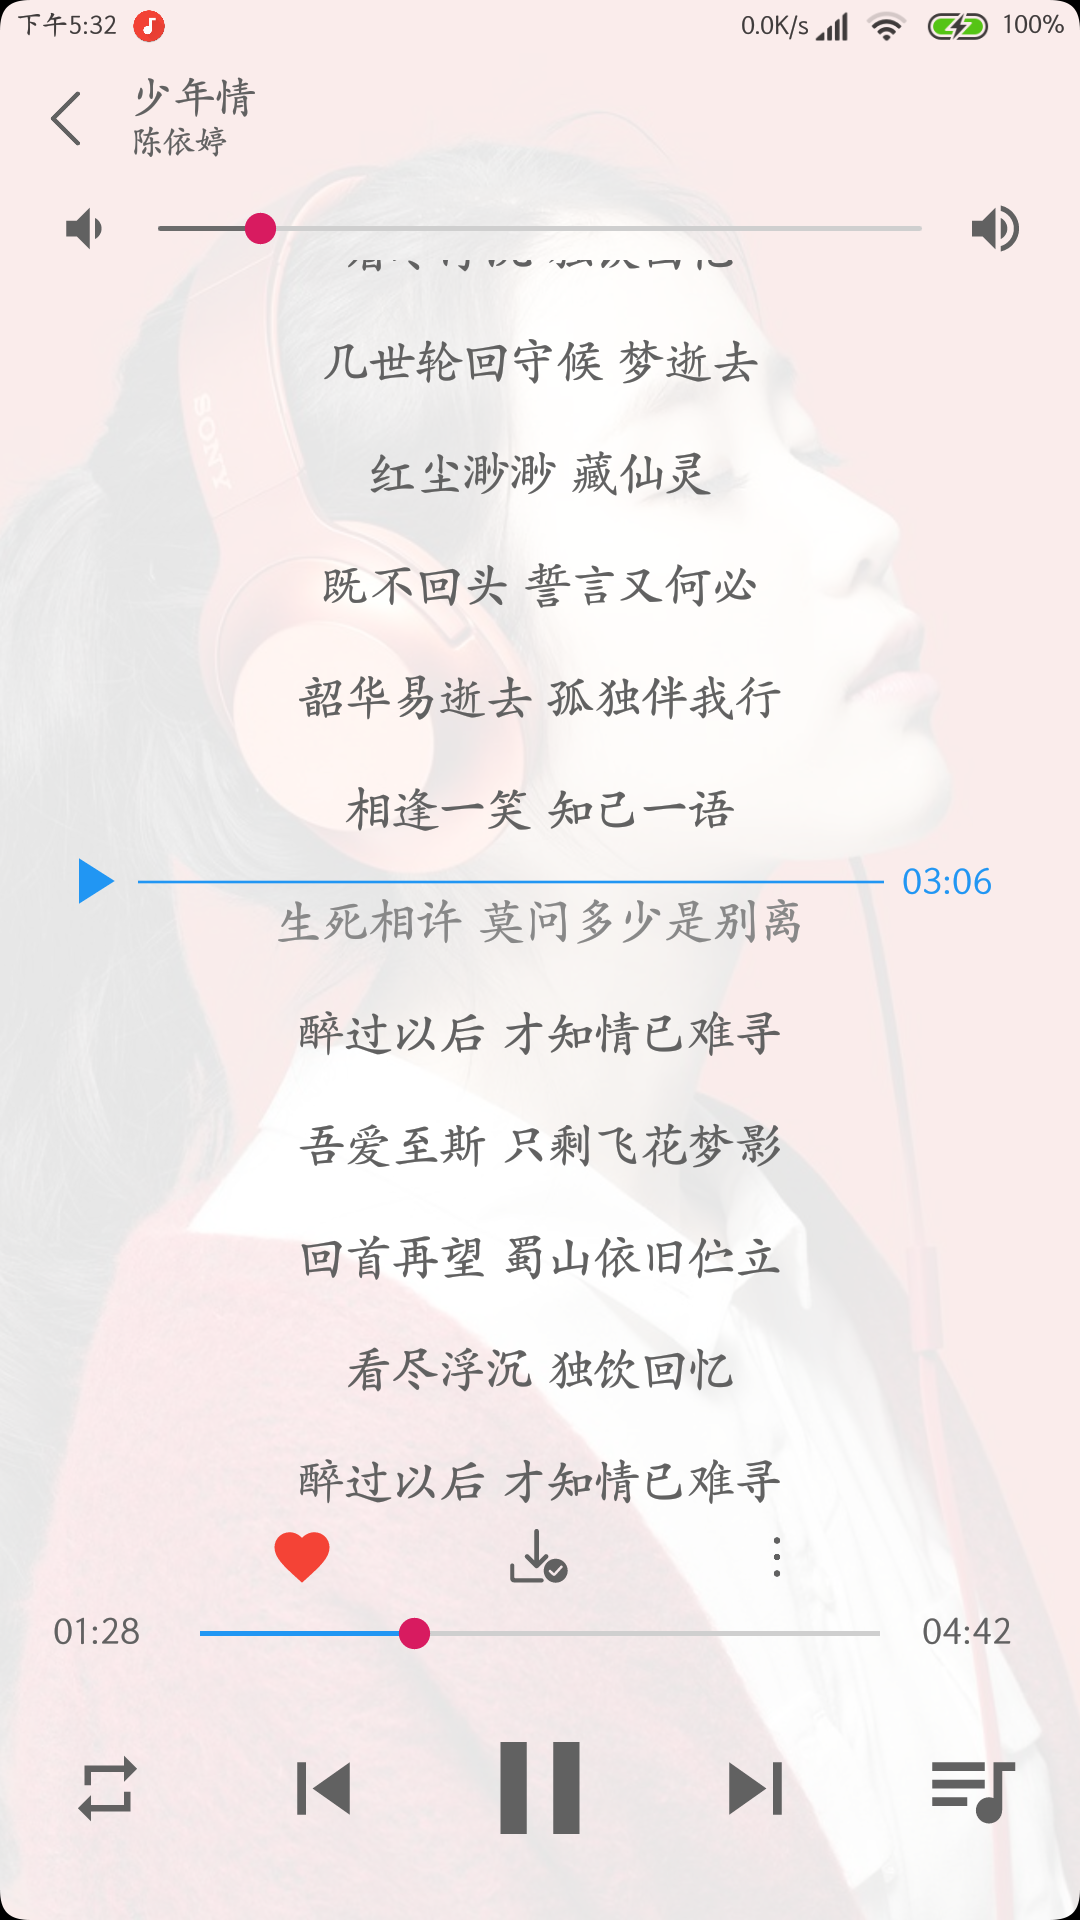 下午5:32 0.0K/s 100%
少年情
陈依婷
几世轮回守候 梦逝去
红尘渺渺 藏仙灵
SONY
既不回头 誓言又何必
韶华易逝去 孤独伴我行
相逢一笑 知己一语
03:06
生死相许 莫问多少是别离
醉过以后 才知情已难寻
吾爱至斯 只剩飞花梦影
回首再望 蜀山依旧伫立
看尽浮沉 独饮回忆
醉过以后 才知情已难寻
01:28 04:42